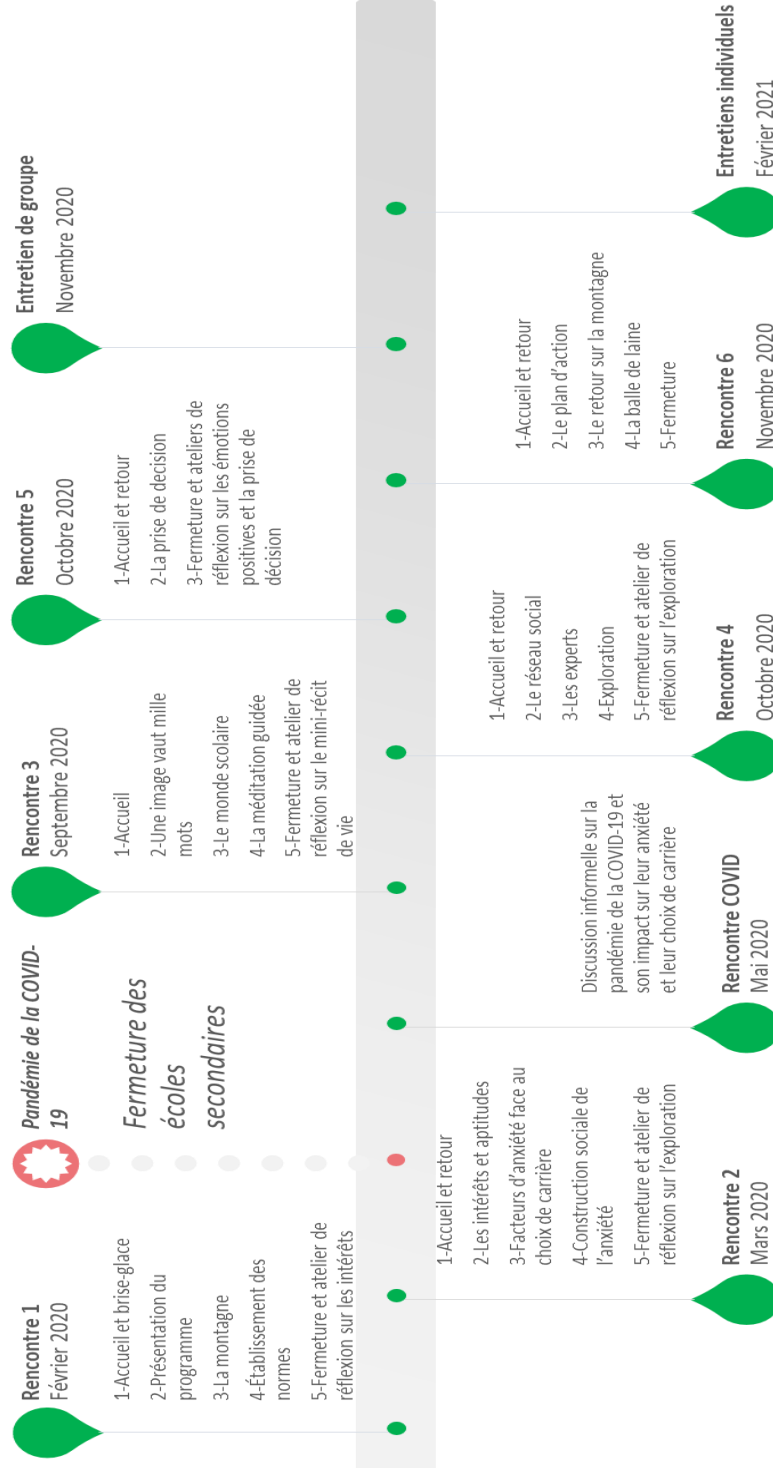 Rencontre 1
Février 2020
1-Accueil et brise-glace
2-Présentation du
programme
3-La montagne
4-Établissement des
normes
5-Fermeture et atelier de
réflexion sur les intérêts
Pandémie de la COVID-
19
Fermeture des
écoles
secondaires
Rencontre 3
Septembre 2020
1-Accueil
2-Une image vaut mille
mots
3-Le monde scolaire
4-La méditation guidée
5-Fermeture et atelier de
réflexion sur le mini-récit
de vie
Rencontre 5
Octobre 2020
1-Accueil et retour
2-La prise de decision
3-Fermeture et ateliers de
réflexion sur les émotions
positives et la prise de
décision
Entretien de groupe
Novembre 2020
1-Accueil et retour
2-Les intérêts et aptitudes
3-Facteurs d'anxiété face au
choix de carrière
4-Construction sociale de
l'anxiété
5-Fermeture et atelier de
réflexion sur l'exploration
Rencontre 2
Mars 2020
Discussion informelle sur la
pandémie de la COVID-19 et
son impact sur leur anxiété
et leur choix de carrière
Rencontre COVID
Mai 2020
1-Accueil et retour
2-Le réseau social
3-Les experts
4-Exploration
5-Fermeture et atelier de
réflexion sur l'exploration
Rencontre 4
Octobre 2020
1-Accueil et retour
2-Le plan d'action
3-Le retour sur la montagne
4-La balle de laine
5-Fermeture
Rencontre 6
Novembre 2020
Entretiens individuels
Février 2021